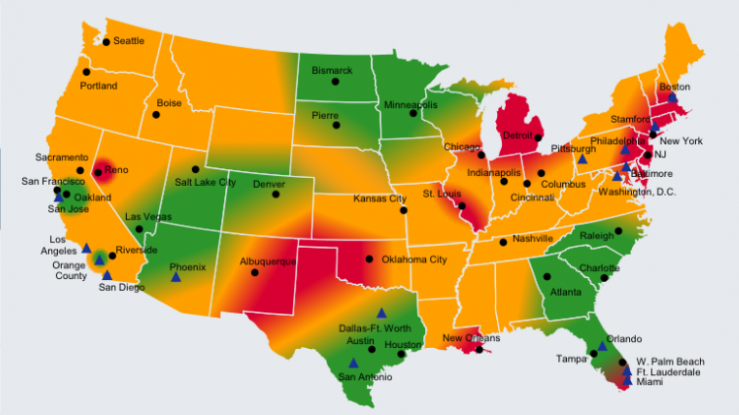 Seattle
Portland
Boise
Bismarck
Pierre
Minneapolis
Boston
Stamford
Detroit
Chicago
Pittsburgh
Philadelphia
New York
NJ
Baltimore
Washington, D.C.
Sacramento
Reno
San Francisco
Oakland
San Jose
Salt Lake City
Denver
Kansas City
St. Louis
Indianapolis
Columbus
Cincinnati
Las Vegas
Los
Angeles
Riverside
Orange
County
San Diego
Phoenix
Albuquerque
Oklahoma City
Nashville
Raleigh
Charlotte
Atlanta
Dallas-Ft. Worth
Austin
Houston
San Antonio
New Orleans
Orlando
Tampa
W. Palm Beach
Ft. Lauderdale
Miami